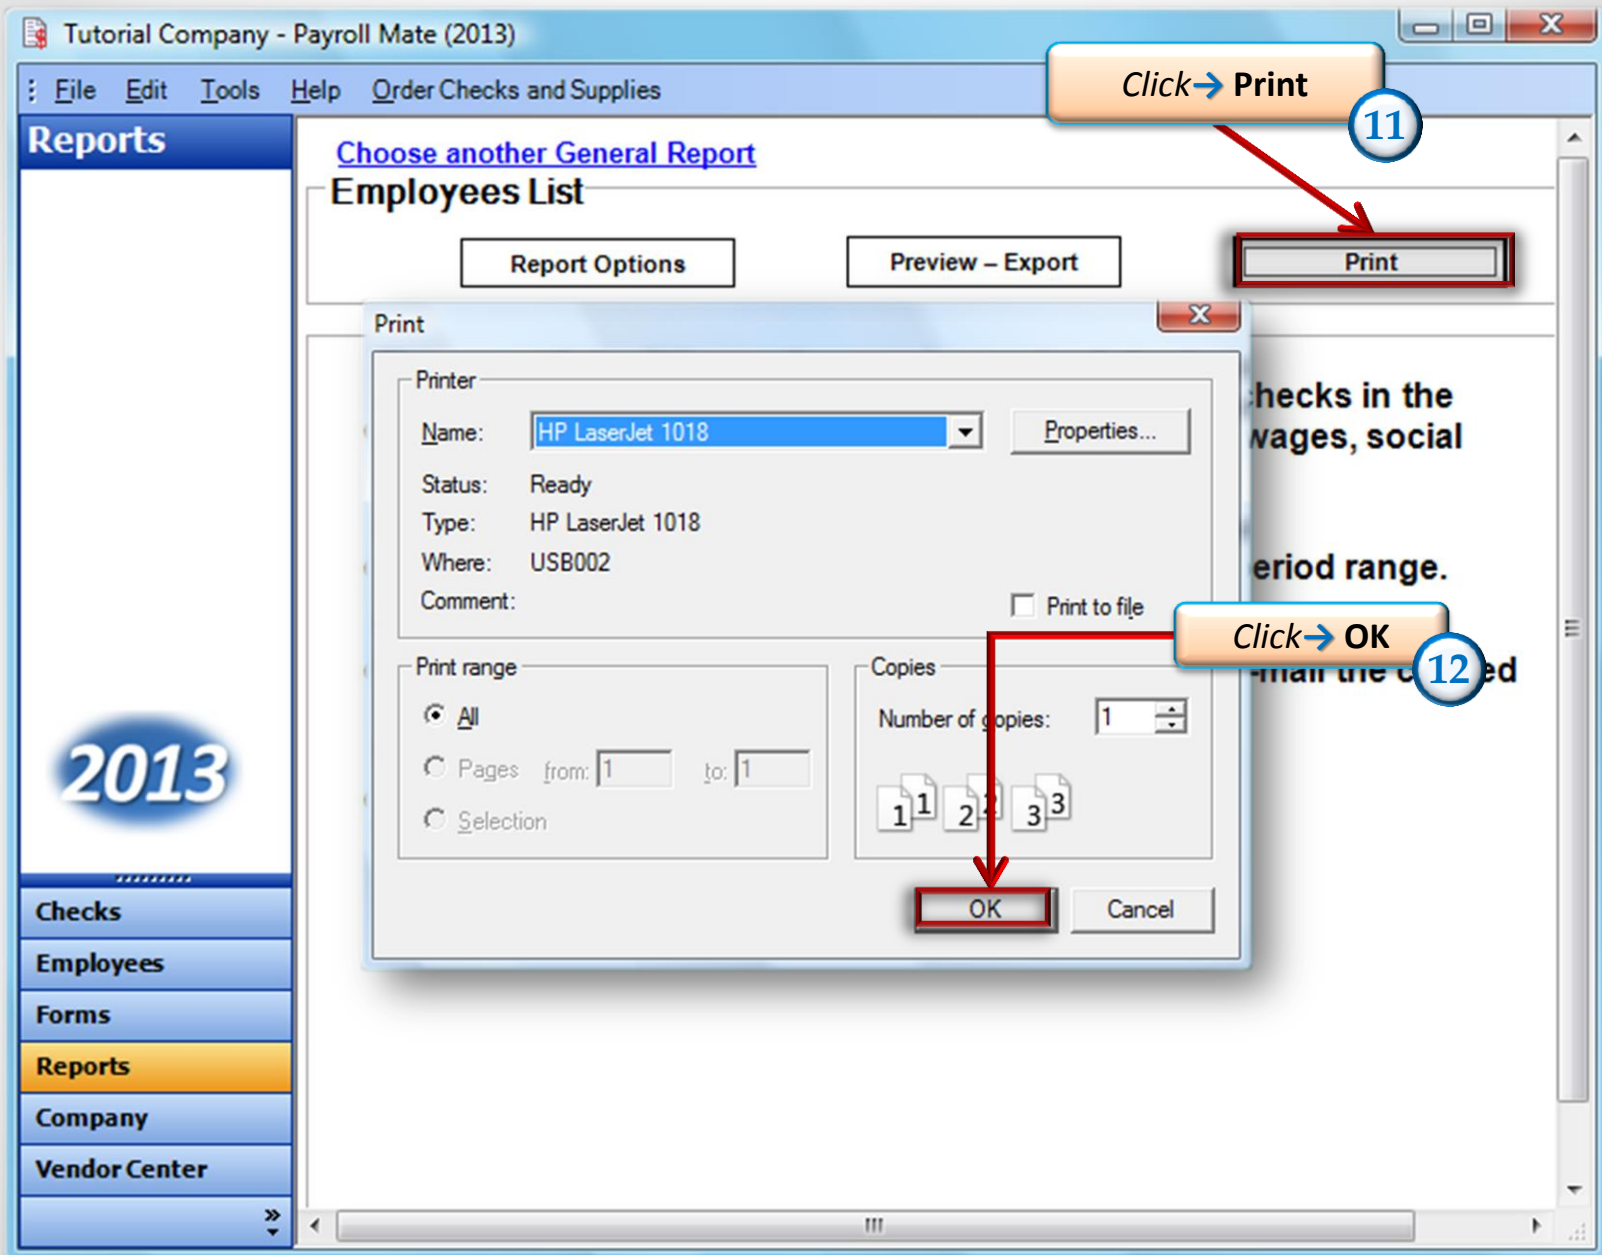 Tutorial Company - Payroll Mate (2013)
File Edit Tools Help Order Checks and Supplies
Click→ Print
11
Reports
Choose another General Report
Employees List
Report Options
Preview – Export
Print
Print
Printer
Name:
HP LaserJet 1018
Properties...
Status:
Ready
Type:
HP LaserJet 1018
Where:
USB002
Comment:
Print to file
in the
social
range.
Click→ OK
12
the
Print range
All
Pages from: 1 to: 1
Selection
Copies
Number of copies: 1
1 1 2 2 3 3
OK
Cancel
2013
Checks
Employees
Forms
Reports
Company
Vendor Center